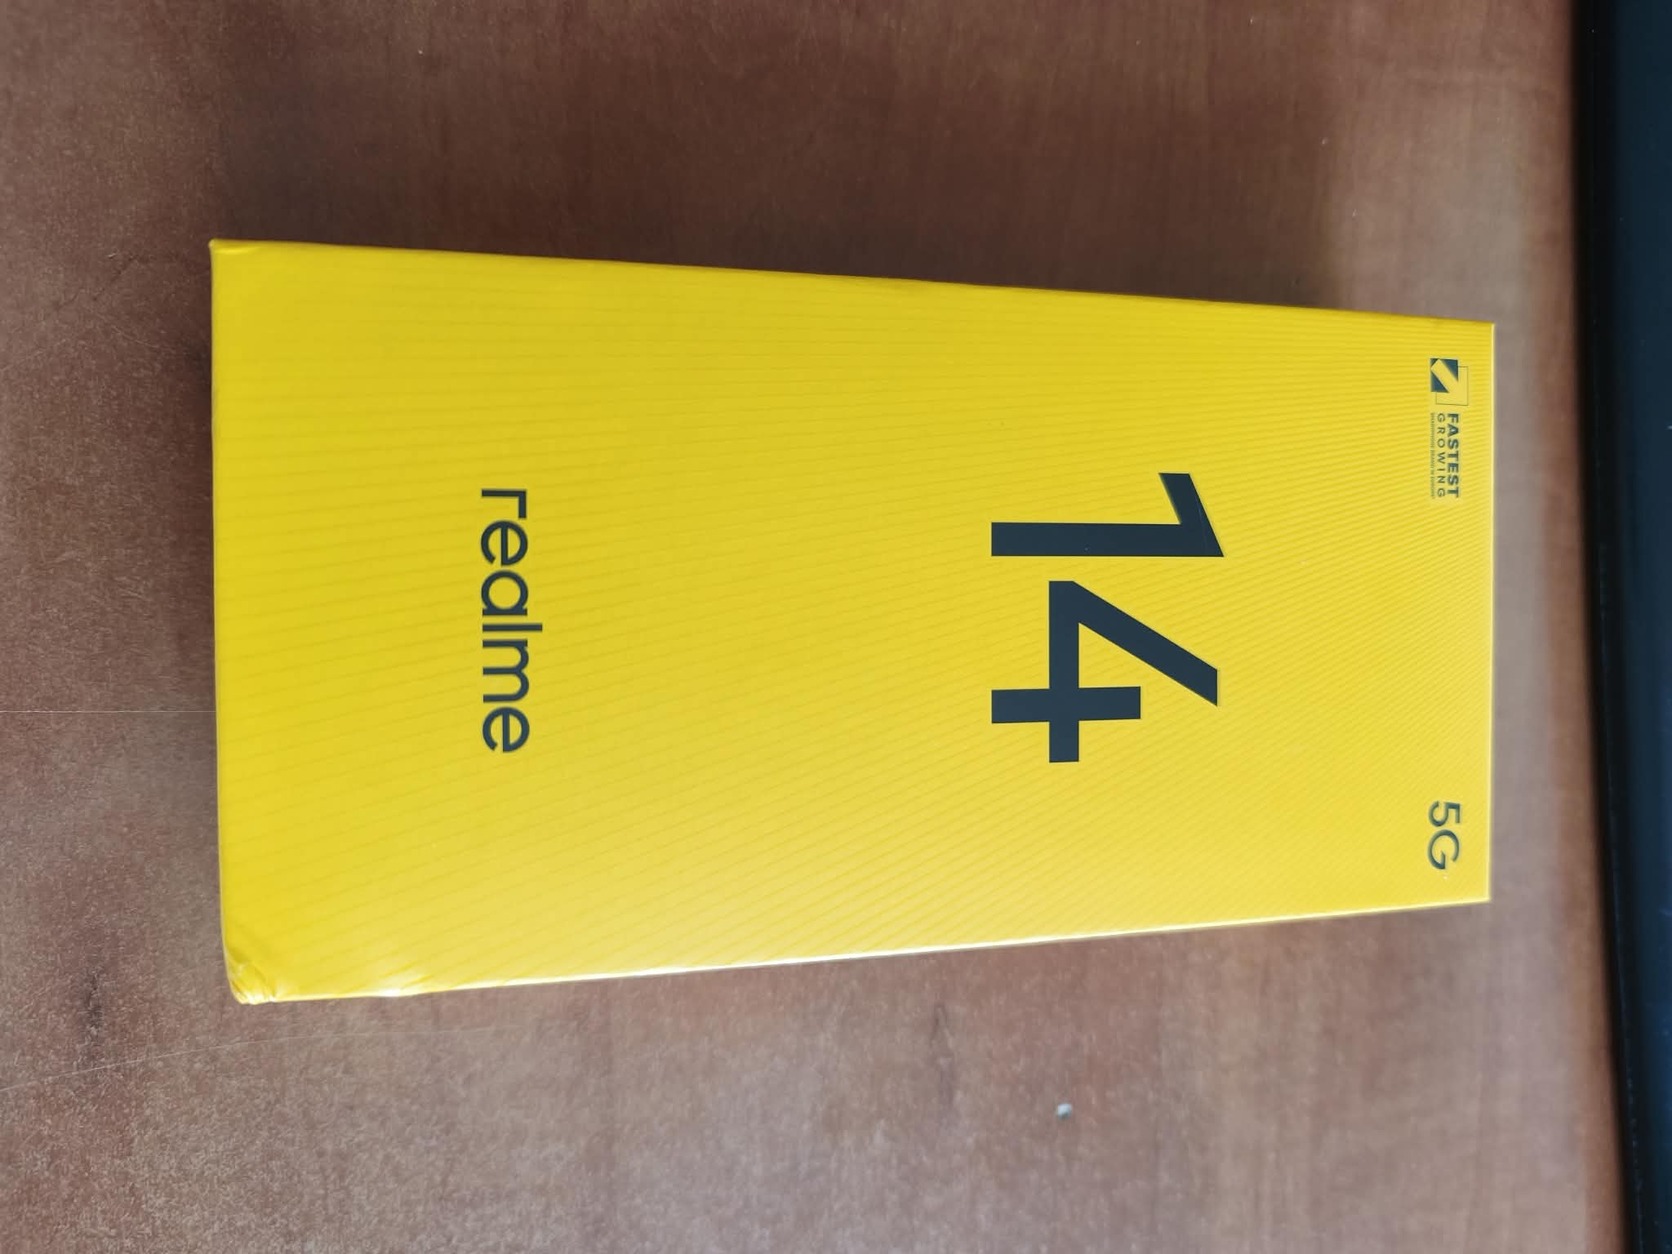 FASTEST
GROWING
5G
14
realme